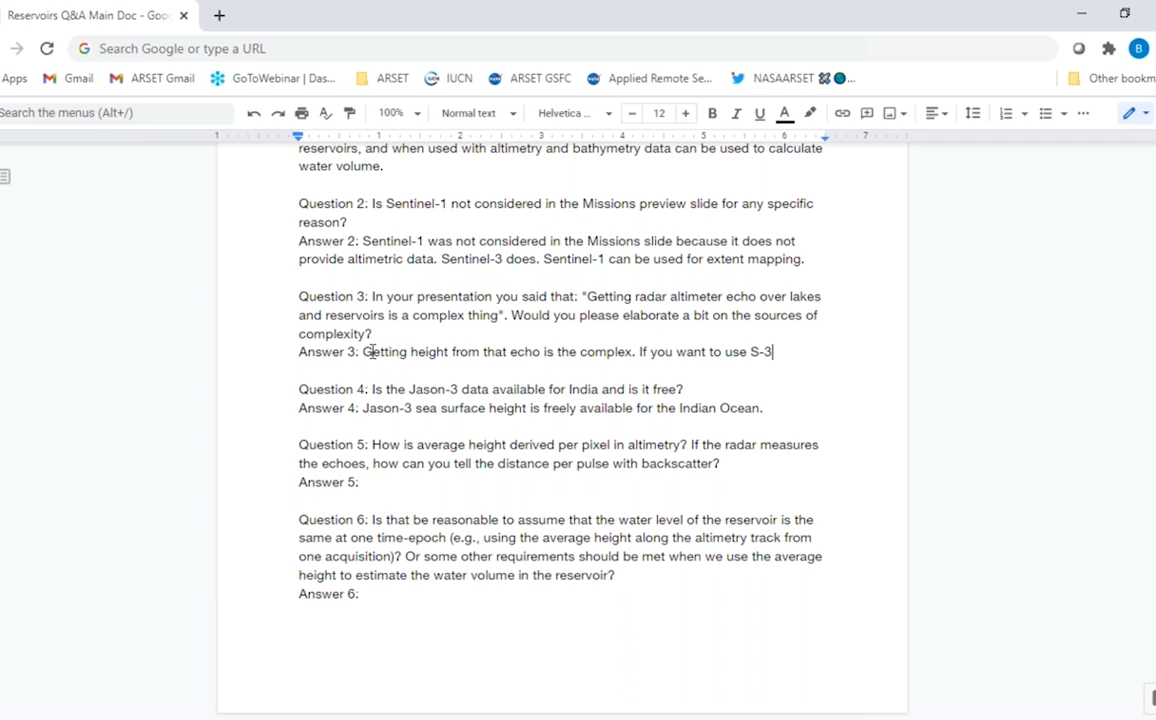 Reservoirs Q&A Main Doc - Goo
Search Google or type a URL
Apps Gmail ARSET Gmail GoToWebinar | Das... ARSET IUCN ARSET GSFC Applied Remote Se... NASAARSET ... Other bookm
Search the menus (Alt+/) 100% Normal text Helvetica ... 12 B I U A
1 1 2 3 4 5 6 7
reservoirs, and when used with altimetry and bathymetry data can be used to calculate
water volume.
Question 2: Is Sentinel-1 not considered in the Missions preview slide for any specific
reason?
Answer 2: Sentinel-1 was not considered in the Missions slide because it does not
provide altimetric data. Sentinel-3 does. Sentinel-1 can be used for extent mapping.
Question 3: In your presentation you said that: "Getting radar altimeter echo over lakes
and reservoirs is a complex thing". Would you please elaborate a bit on the sources of
complexity?
Answer 3: Getting height from that echo is the complex. If you want to use S-3
Question 4: Is the Jason-3 data available for India and is it free?
Answer 4: Jason-3 sea surface height is freely available for the Indian Ocean.
Question 5: How is average height derived per pixel in altimetry? If the radar measures
the echoes, how can you tell the distance per pulse with backscatter?
Answer 5:
Question 6: Is that be reasonable to assume that the water level of the reservoir is the
same at one time-epoch (e.g., using the average height along the altimetry track from
one acquisition)? Or some other requirements should be met when we use the average
height to estimate the water volume in the reservoir?
Answer 6: